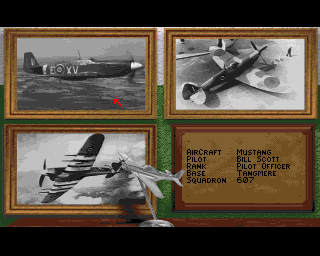 E XV
AirCraft Mustang
Pilot Bill Scott
Rank Pilot Officer
Base Tangmere
Squadron 607